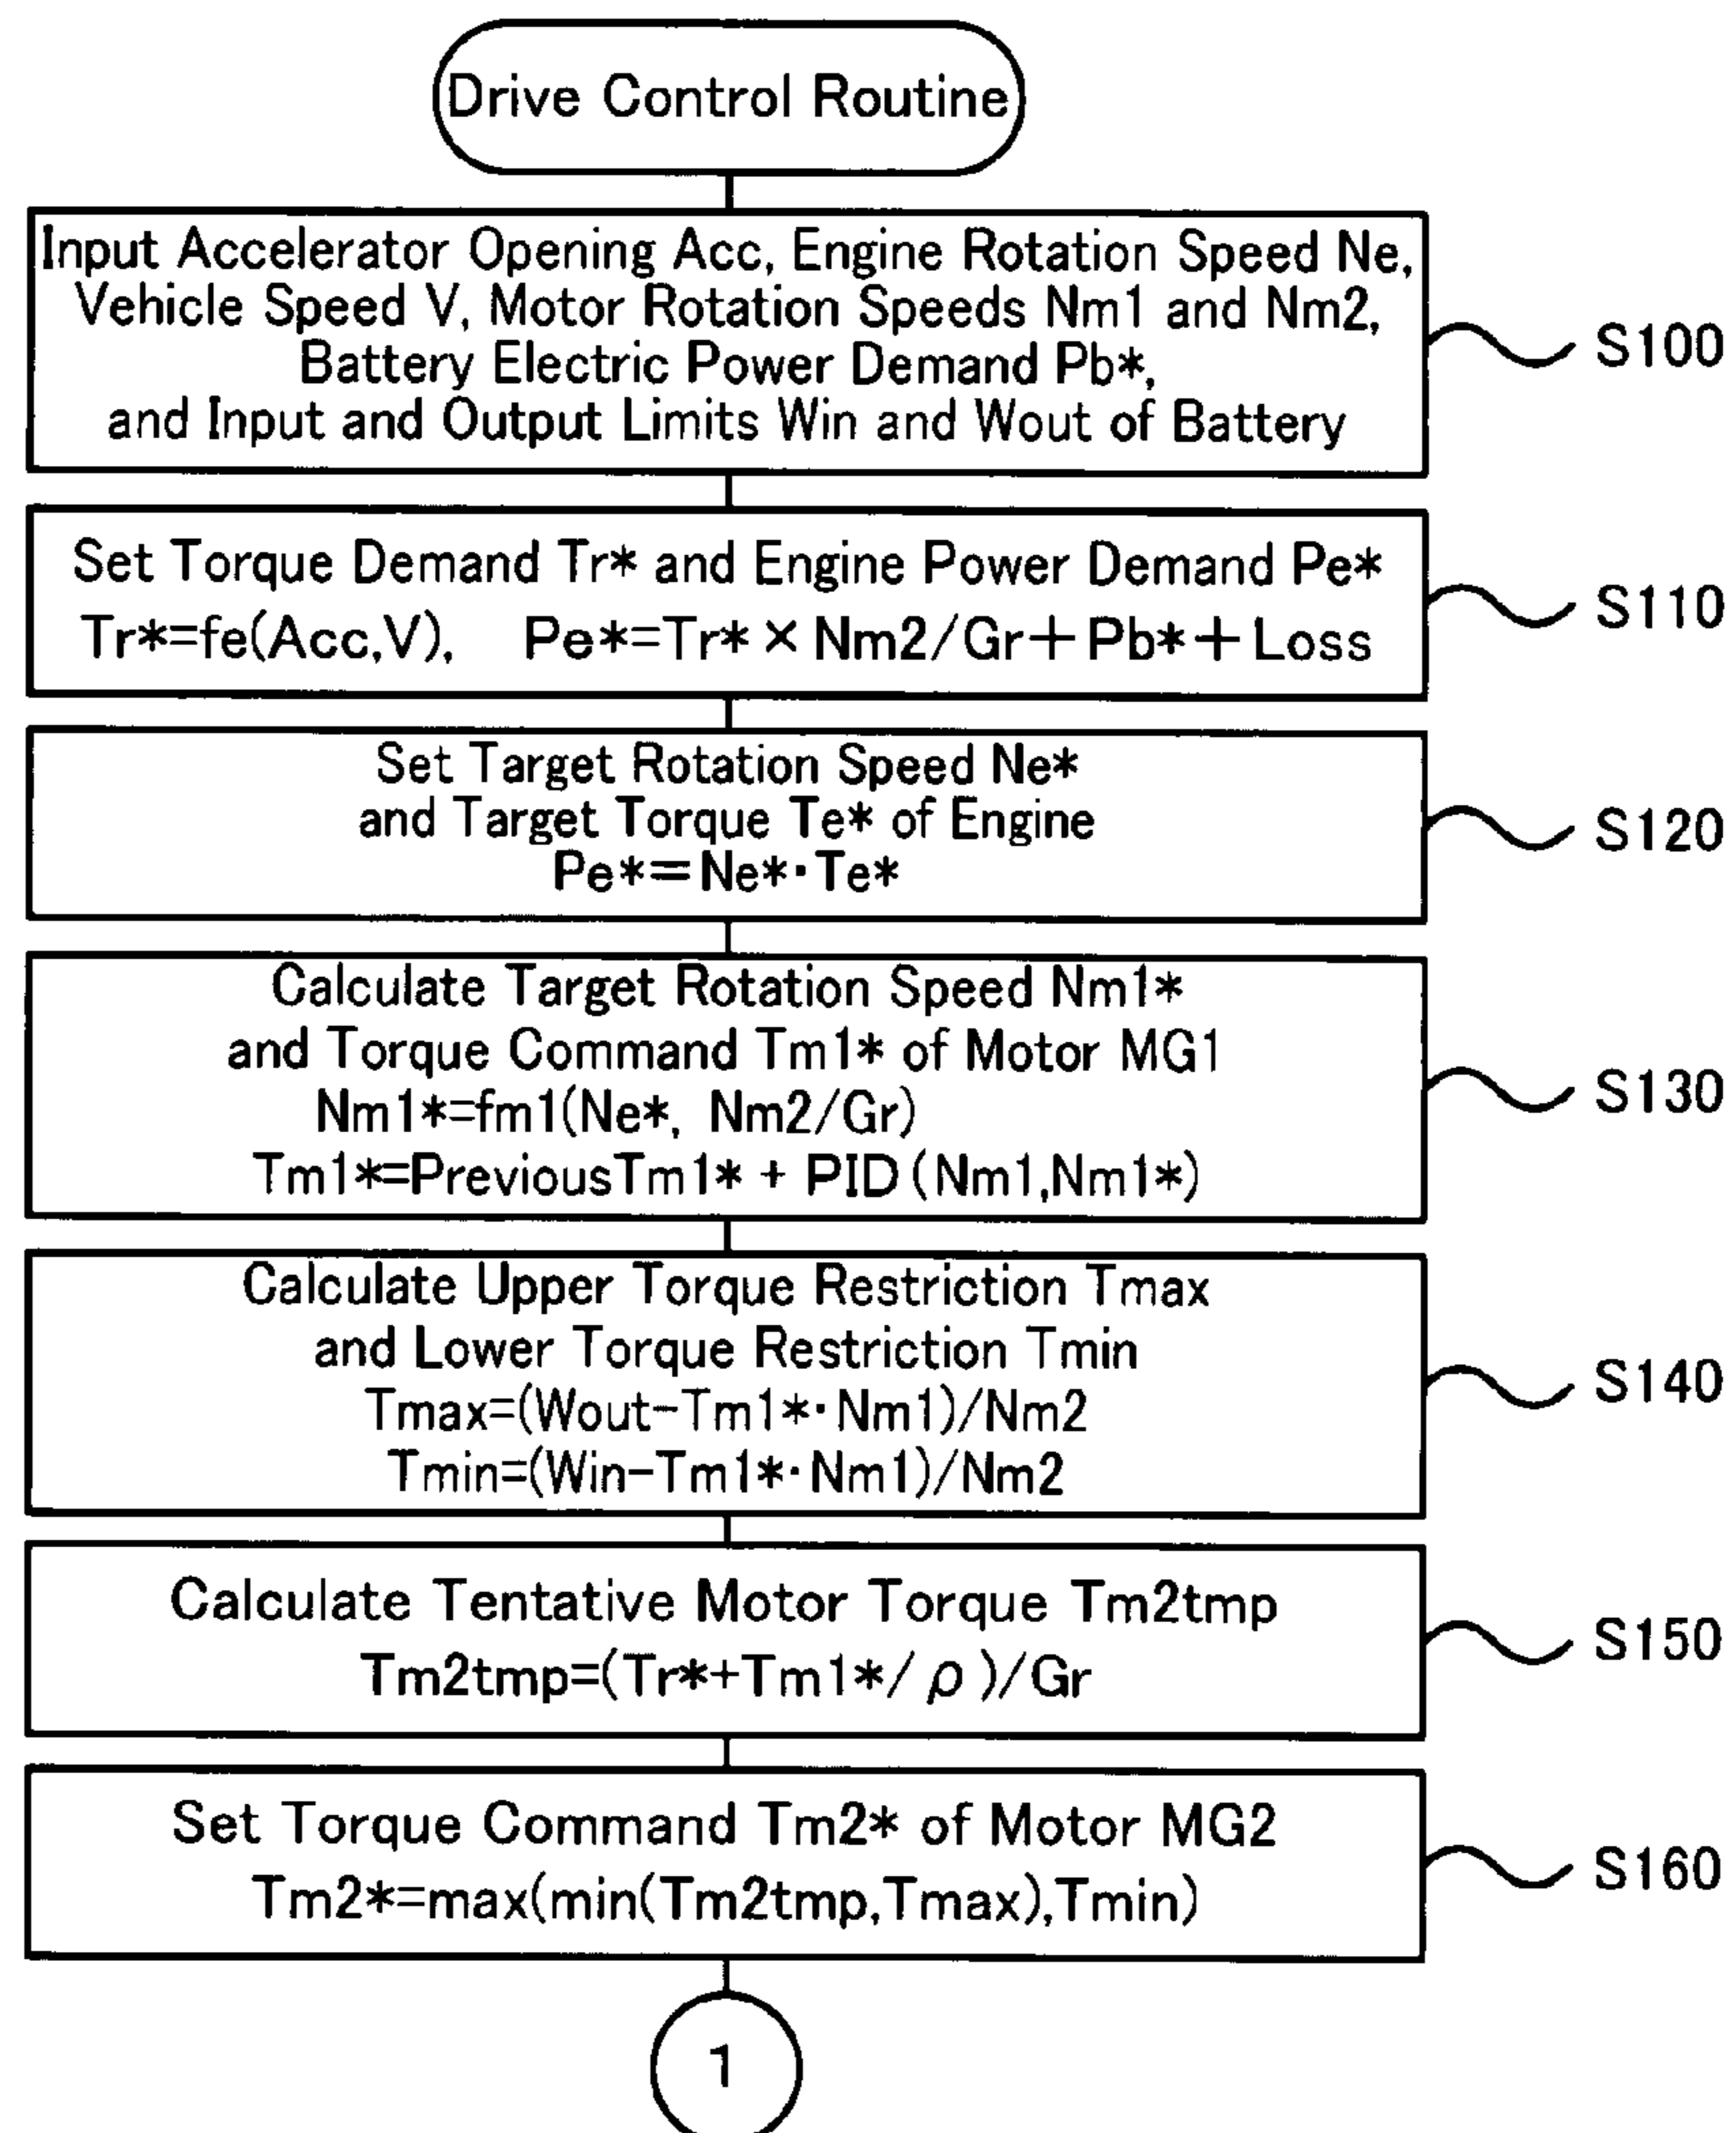 Drive Control Routine
Input Accelerator Opening Acc, Engine Rotation Speed Ne,
Vehicle Speed V, Motor Rotation Speeds Nm1 and Nm2,
Battery Electric Power Demand Pb*,
and Input and Output Limits Win and Wout of Battery
S100
Set Torque Demand Tr* and Engine Power Demand Pe*
Tr*=fe(Acc,V),   Pe*=Tr* × Nm2/Gr+Pb*+Loss
S110
Set Target Rotation Speed Ne*
and Target Torque Te* of Engine
Pe*=Ne*·Te*
S120
Calculate Target Rotation Speed Nm1*
and Torque Command Tm1* of Motor MG1
Nm1*=fm1(Ne*, Nm2/Gr)
Tm1*=PreviousTm1* + PID(Nm1,Nm1*)
S130
Calculate Upper Torque Restriction Tmax
and Lower Torque Restriction Tmin
Tmax=(Wout-Tm1*·Nm1)/Nm2
Tmin=(Win-Tm1*·Nm1)/Nm2
S140
Calculate Tentative Motor Torque Tm2tmp
Tm2tmp=(Tr*+Tm1*/ρ)/Gr
S150
Set Torque Command Tm2* of Motor MG2
Tm2*=max(min(Tm2tmp,Tmax),Tmin)
S160
1